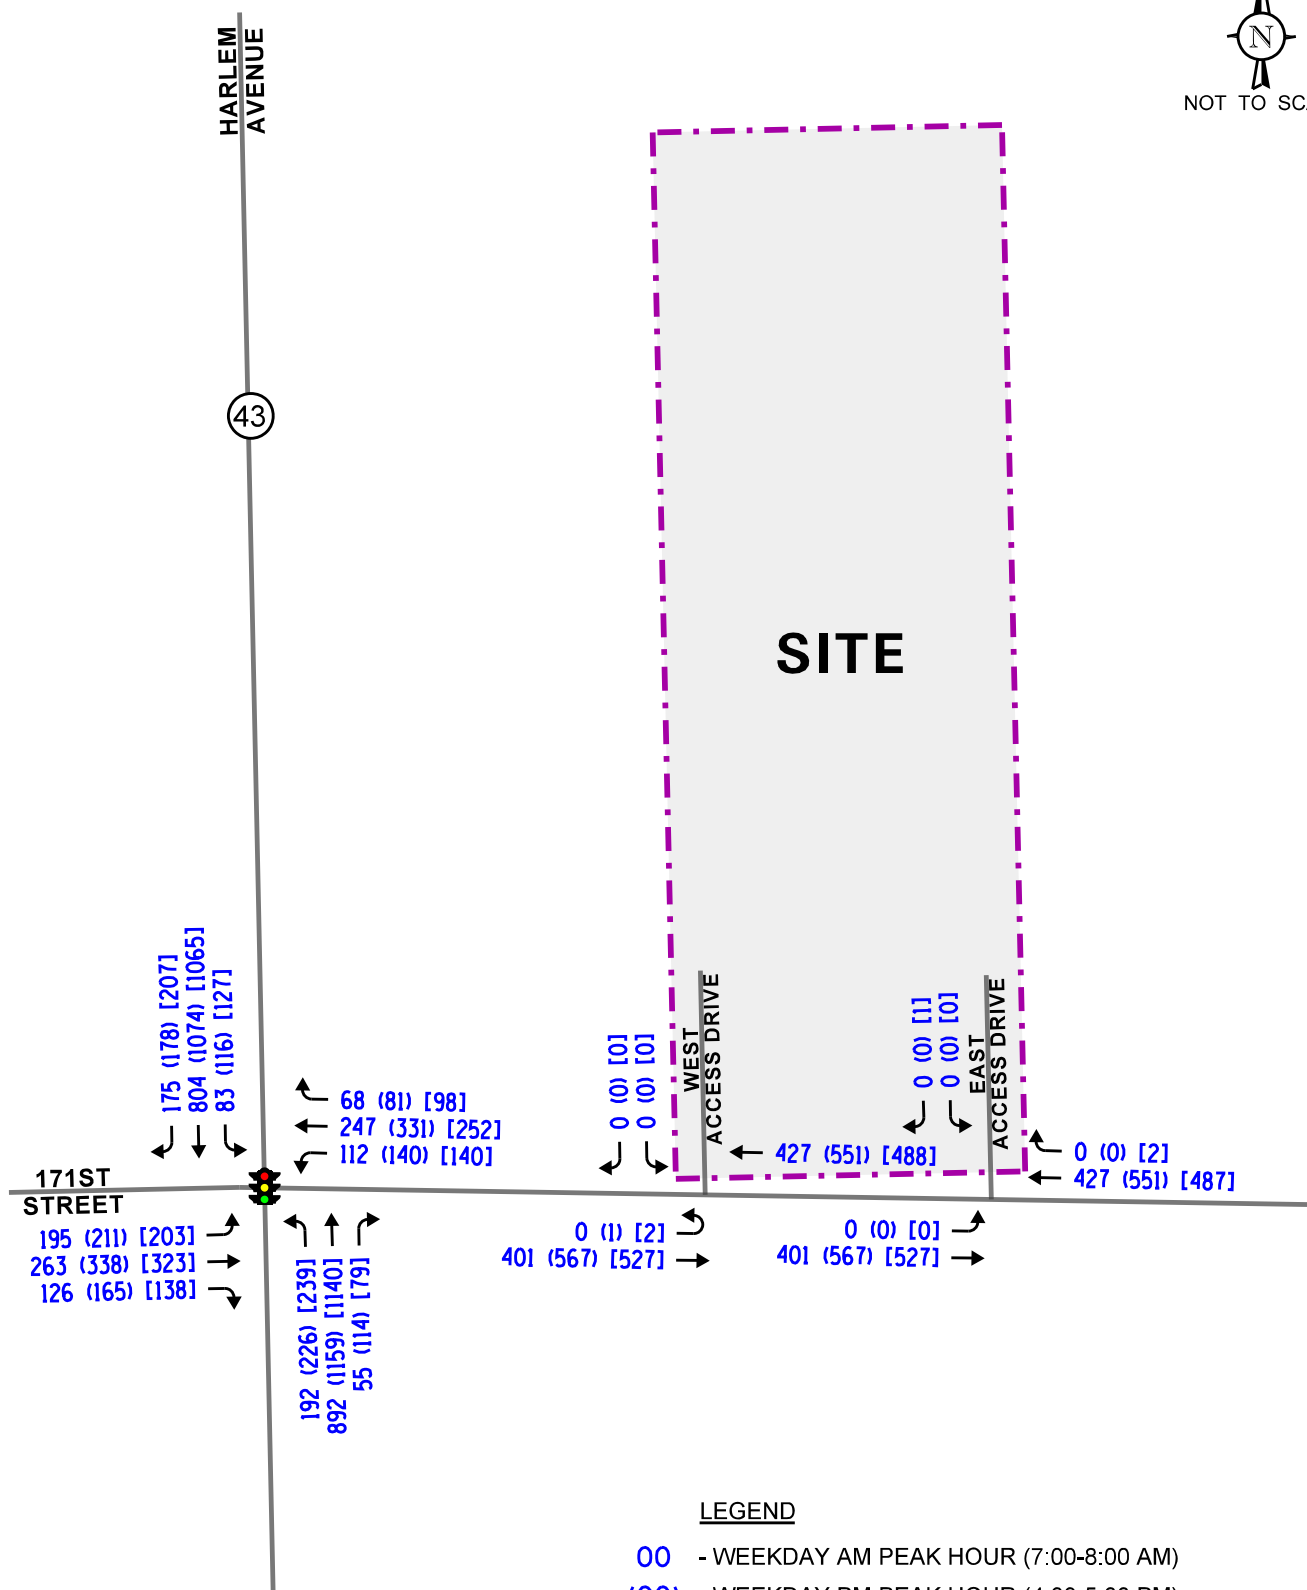 HARLEM
AVENUE
N
NOT TO
43
SITE
175 (178) [207]
804 (1074) [1065]
83 (116) [127]
68 (81) [98]
247 (331) [252]
112 (140) [140]
171ST
STREET
195 (211) [203]
263 (338) [323]
126 (165) [138]
192 (226) [239]
892 (1159) [1140]
55 (114) [79]
0 (0) [0]
0 (0) [0]
WEST
ACCESS DRIVE
427 (551) [488]
0 (1) [2]
401 (567) [527]
0 (0) [1]
0 (0) [0]
EAST
ACCESS DRIVE
0 (0) [2]
427 (551) [487]
0 (0) [0]
401 (567) [527]
LEGEND
00 - WEEKDAY AM PEAK HOUR (7:00-8:00 AM)